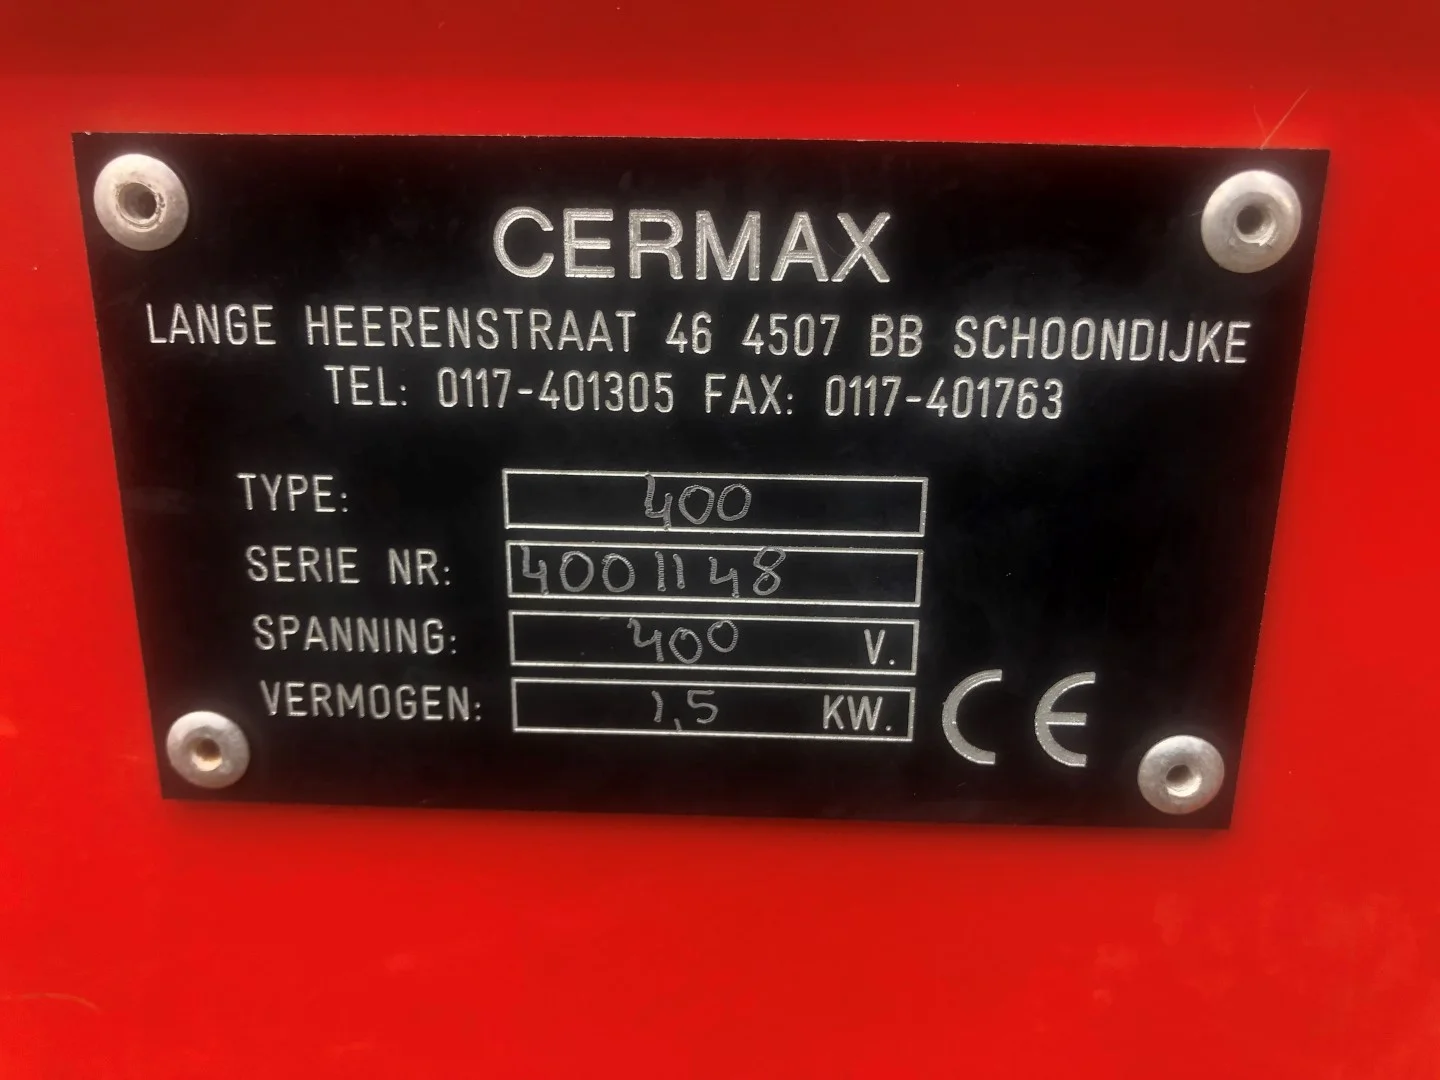 CERMAX
LANGE HEERENSTRAAT 46 4507 BB SCHOONDIJKE
TEL: 0117-401305 FAX: 0117-401763
TYPE: 400
SERIE NR: 4001148
SPANNING: 400 V.
VERMOGEN: 1,5 KW.
CE